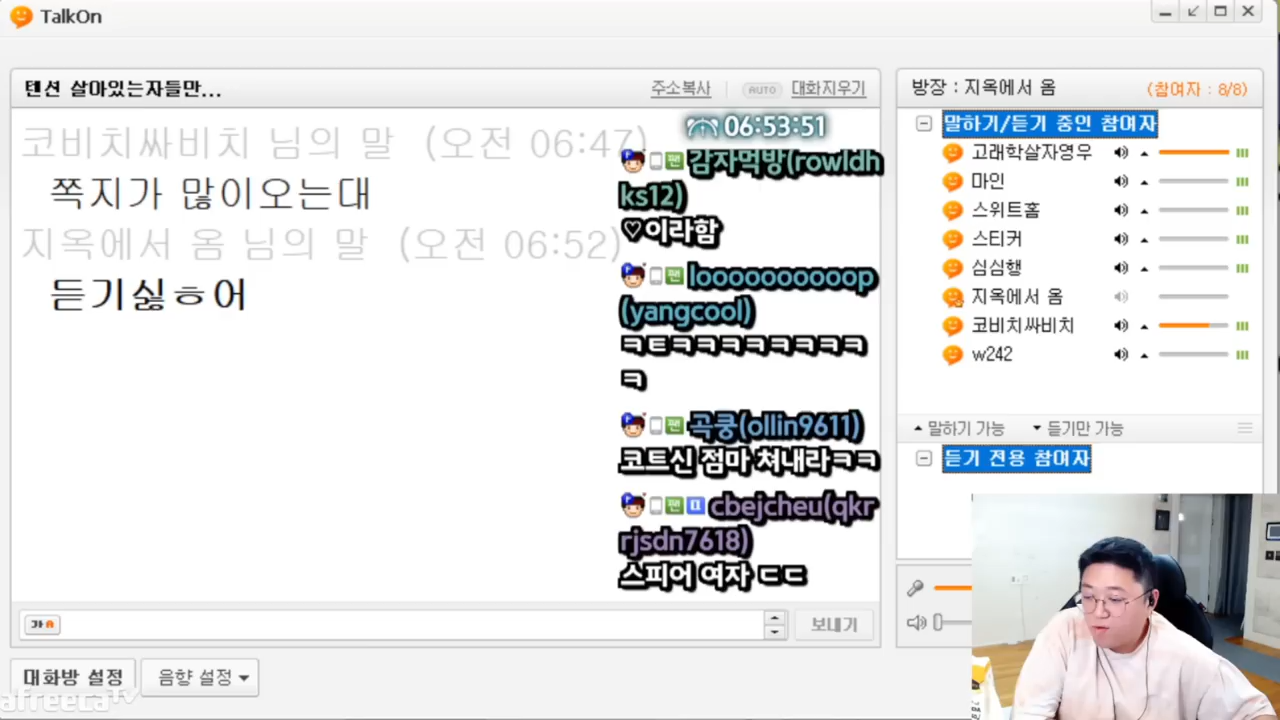 TalkOn
텐션 살아있는자들만...
주소복사
AUTO
대화지우기
코비치싸비치 님의 말 (오전 06:47)
쪽지가 많이오는대
지옥에서 옴 님의 말 (오전 06:52)
듣기싫ㅎ어
06:53:51
팬 감자먹방(rowldh
ks12)
♡이라함
팬 loooooooooop
(yangcool)
ㅋㅌㅋㅋㅋㅋㅋㅋㅋ
ㅋ
팬 곡쿵(ollin9611)
코트신 점마 쳐내라ㅋㅋ
팬 cbejcheu(qkr
rjsdn7618)
스피어 여자 ㄷㄷ
가
보내기
대화방 설정
음향 설정
afreecaTV
방장 : 지옥에서 옴
(참여자 : 8/8)
말하기/듣기 중인 참여자
고래학살자영우
마인
스위트홈
스티커
심심행
지옥에서 옴
코비치싸비치
w242
말하기 가능
듣기만 가능
듣기 전용 참여자